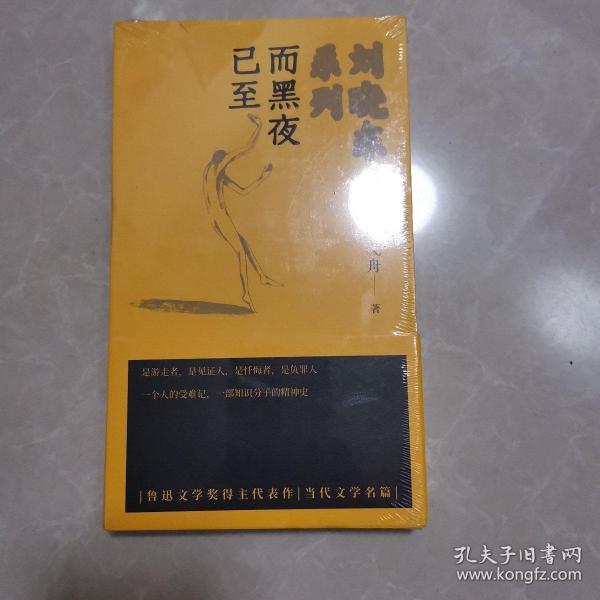 刘晓东
系列
而黑夜
已至
舟——著
是游走者，是见证人，是忏悔者，是负罪人
一个人的受难记，一部知识分子的精神史
|鲁迅文学奖得主代表作|当代文学名篇|
孔夫子旧书网
www.kongfz.com